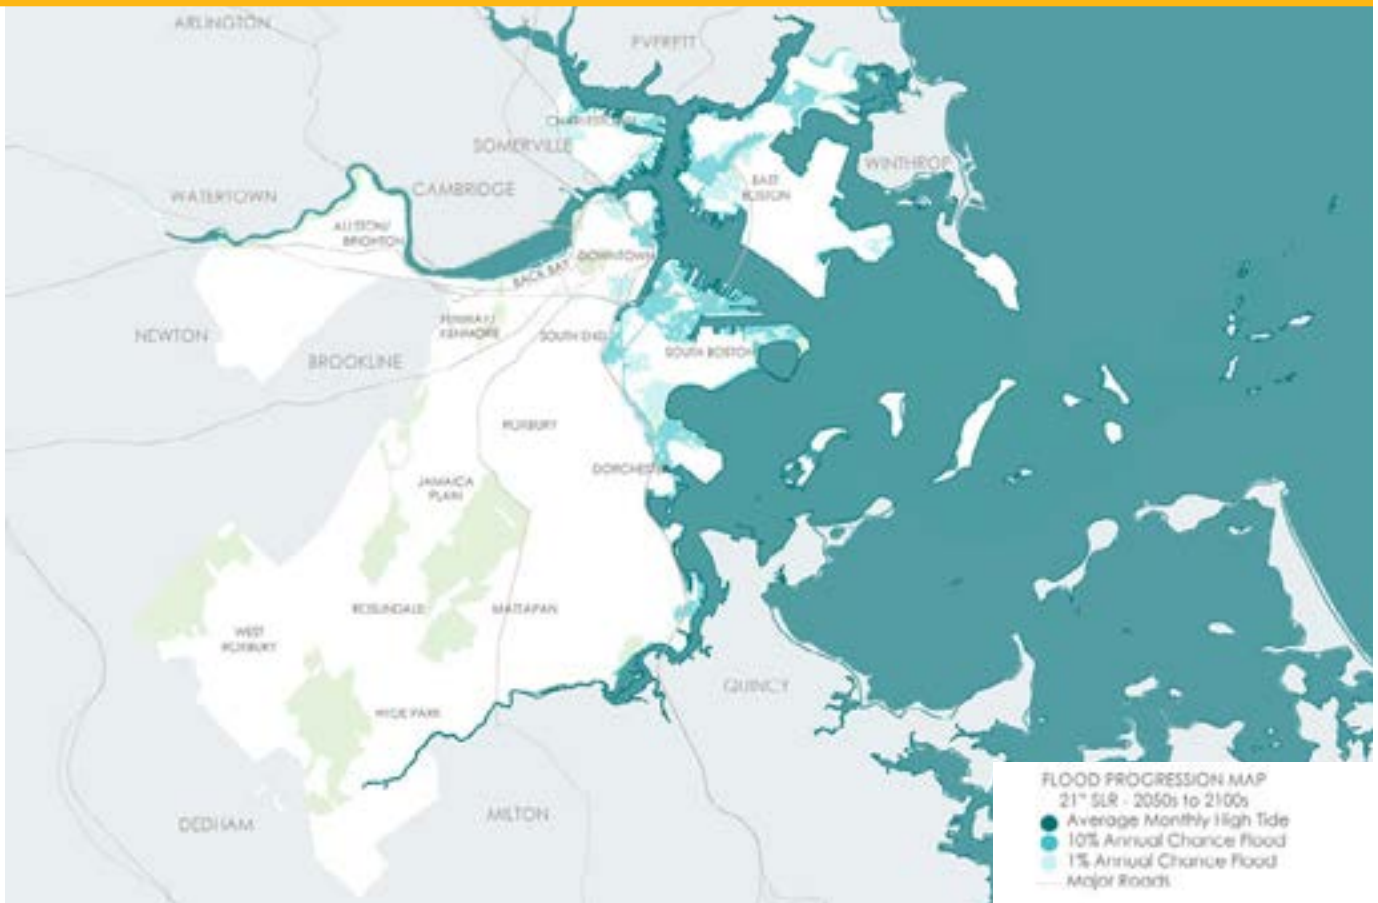 ARLINGTON
EVERETT
CHARLESTOWN
SOMERVILLE
WINTHROP
CAMBRIDGE
EAST
BOSTON
WATERTOWN
ALLSTON/
BRIGHTON
DOWNTOWN
BACK BAY
FENWAY/
KENMORE
NEWTON
SOUTH END
SOUTH BOSTON
BROOKLINE
ROXBURY
DORCHESTER
JAMAICA
PLAIN
ROSLINDALE
MATTAPAN
WEST
ROXBURY
QUINCY
HYDE PARK
MILTON
DEDHAM
FLOOD PROGRESSION MAP
21" SLR - 2050s to 2100s
Average Monthly High Tide
10% Annual Chance Flood
1% Annual Chance Flood
Major Roads